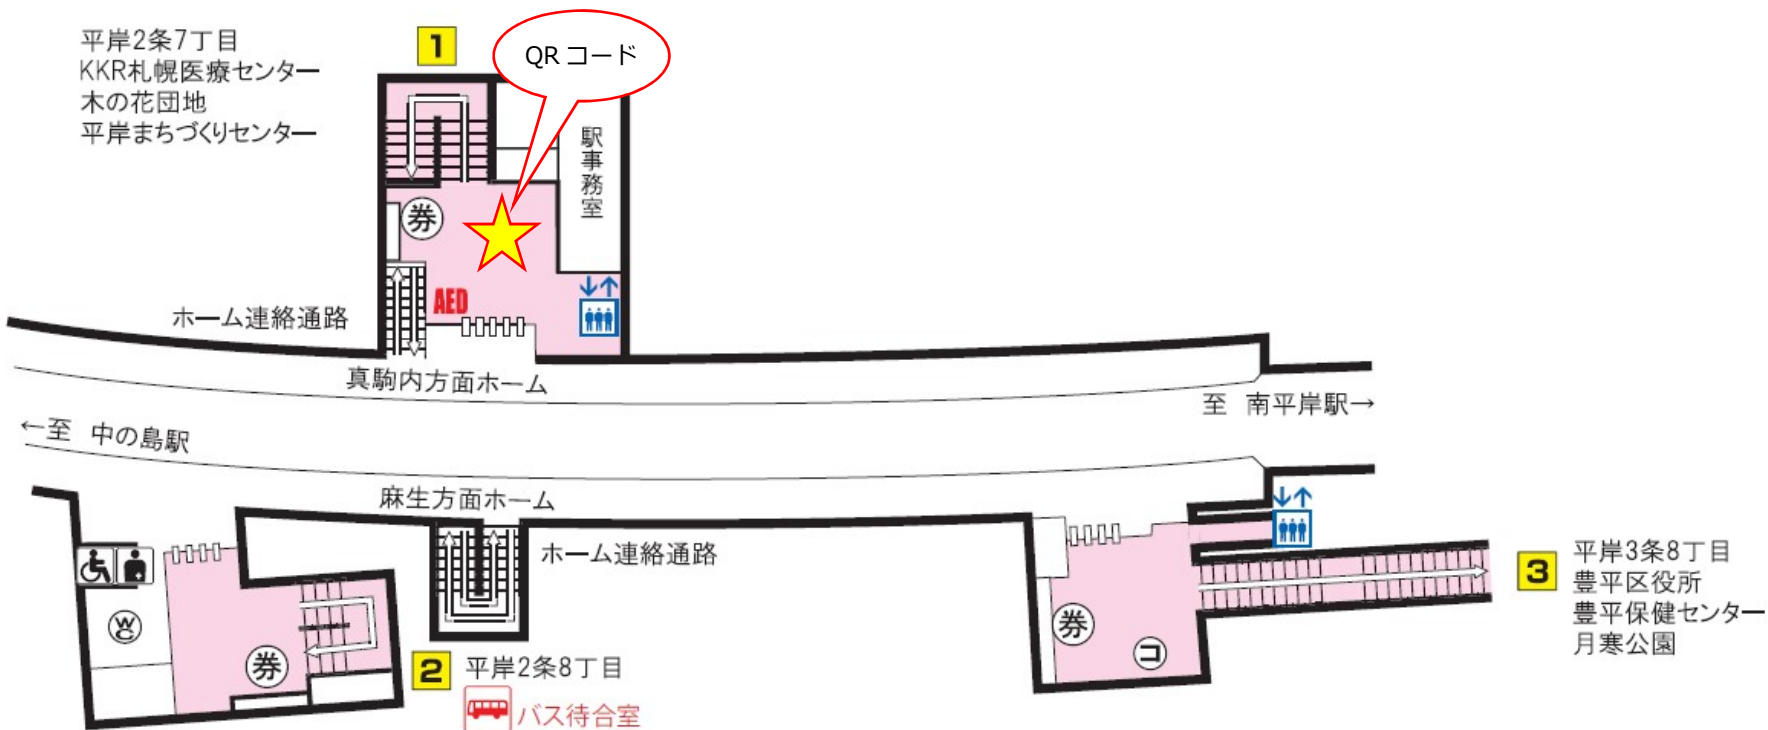 1
平岸2条7丁目
KKR札幌医療センター
木の花団地
平岸まちづくりセンター
QRコード
駅事務室
券
AED
ホーム連絡通路
真駒内方面ホーム
至 南平岸駅→
←至 中の島駅
麻生方面ホーム
ホーム連絡通路
WC
券
2
平岸2条8丁目
バス待合室
券
コ
3
平岸3条8丁目
豊平区役所
豊平保健センター
月寒公園